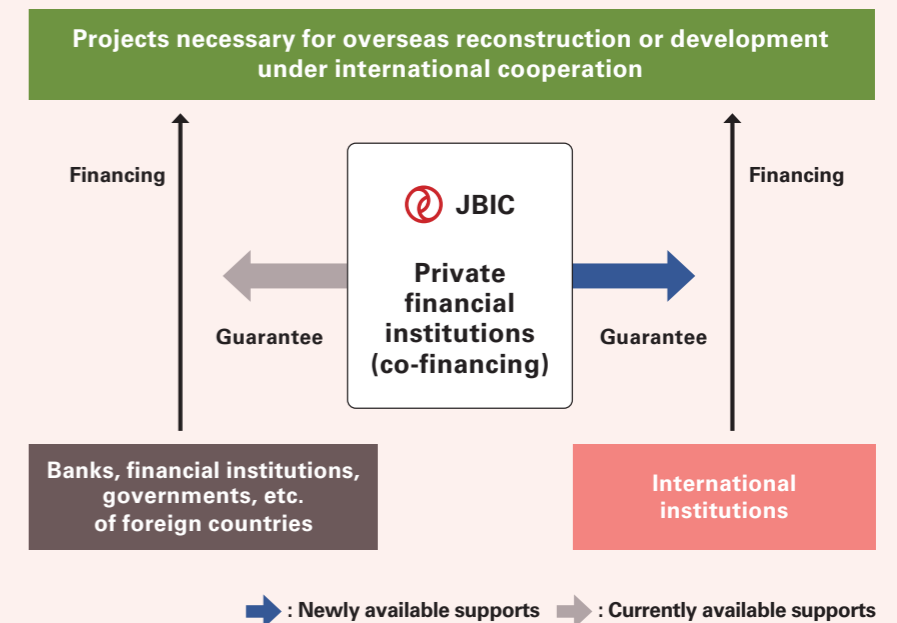 Projects necessary for overseas reconstruction or development
under international cooperation
Financing
Financing
JBIC
Private
financial
institutions
(co-financing)
Guarantee
Guarantee
Banks, financial institutions,
governments, etc.
of foreign countries
International
institutions
: Newly available supports : Currently available supports